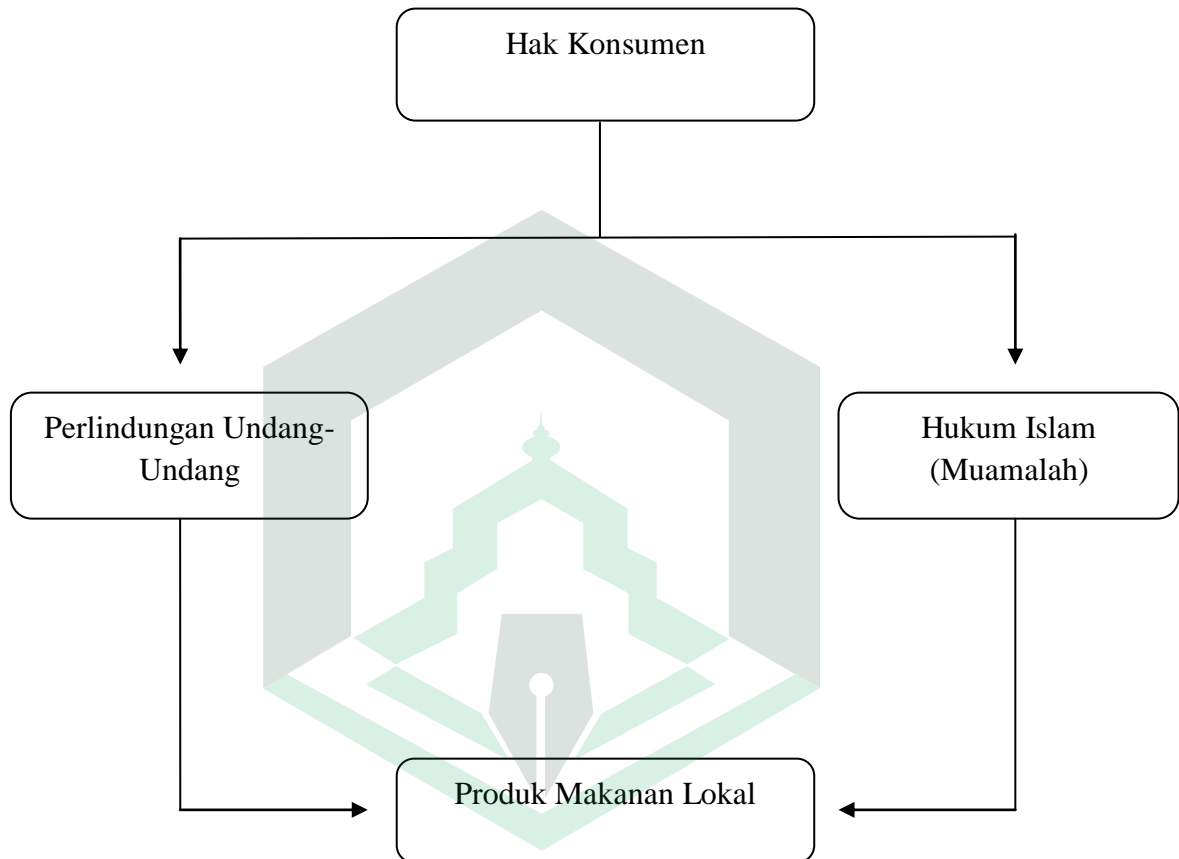 Hak Konsumen
Perlindungan Undang-
Undang
Hukum Islam
(Muamalah)
Produk Makanan Lokal